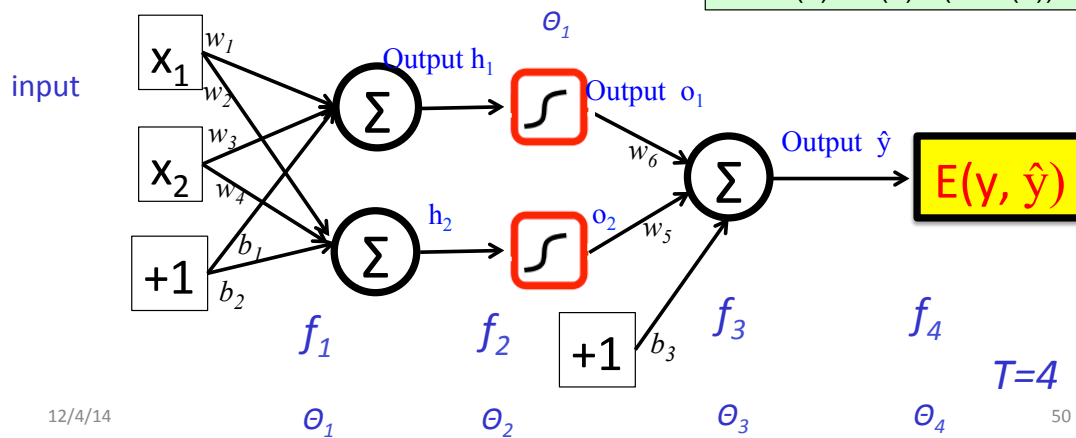 Θ1
input
x1
w1
w2
Output h1
Σ
Output o1
x2
w3
w4
w6
Output ŷ
Σ
E(y, ŷ)
+1
b1
b2
Σ
h2
o2
w5
+1
b3
f1
f2
f3
f4
T=4
12/4/14
Θ1
Θ2
Θ3
Θ4
50